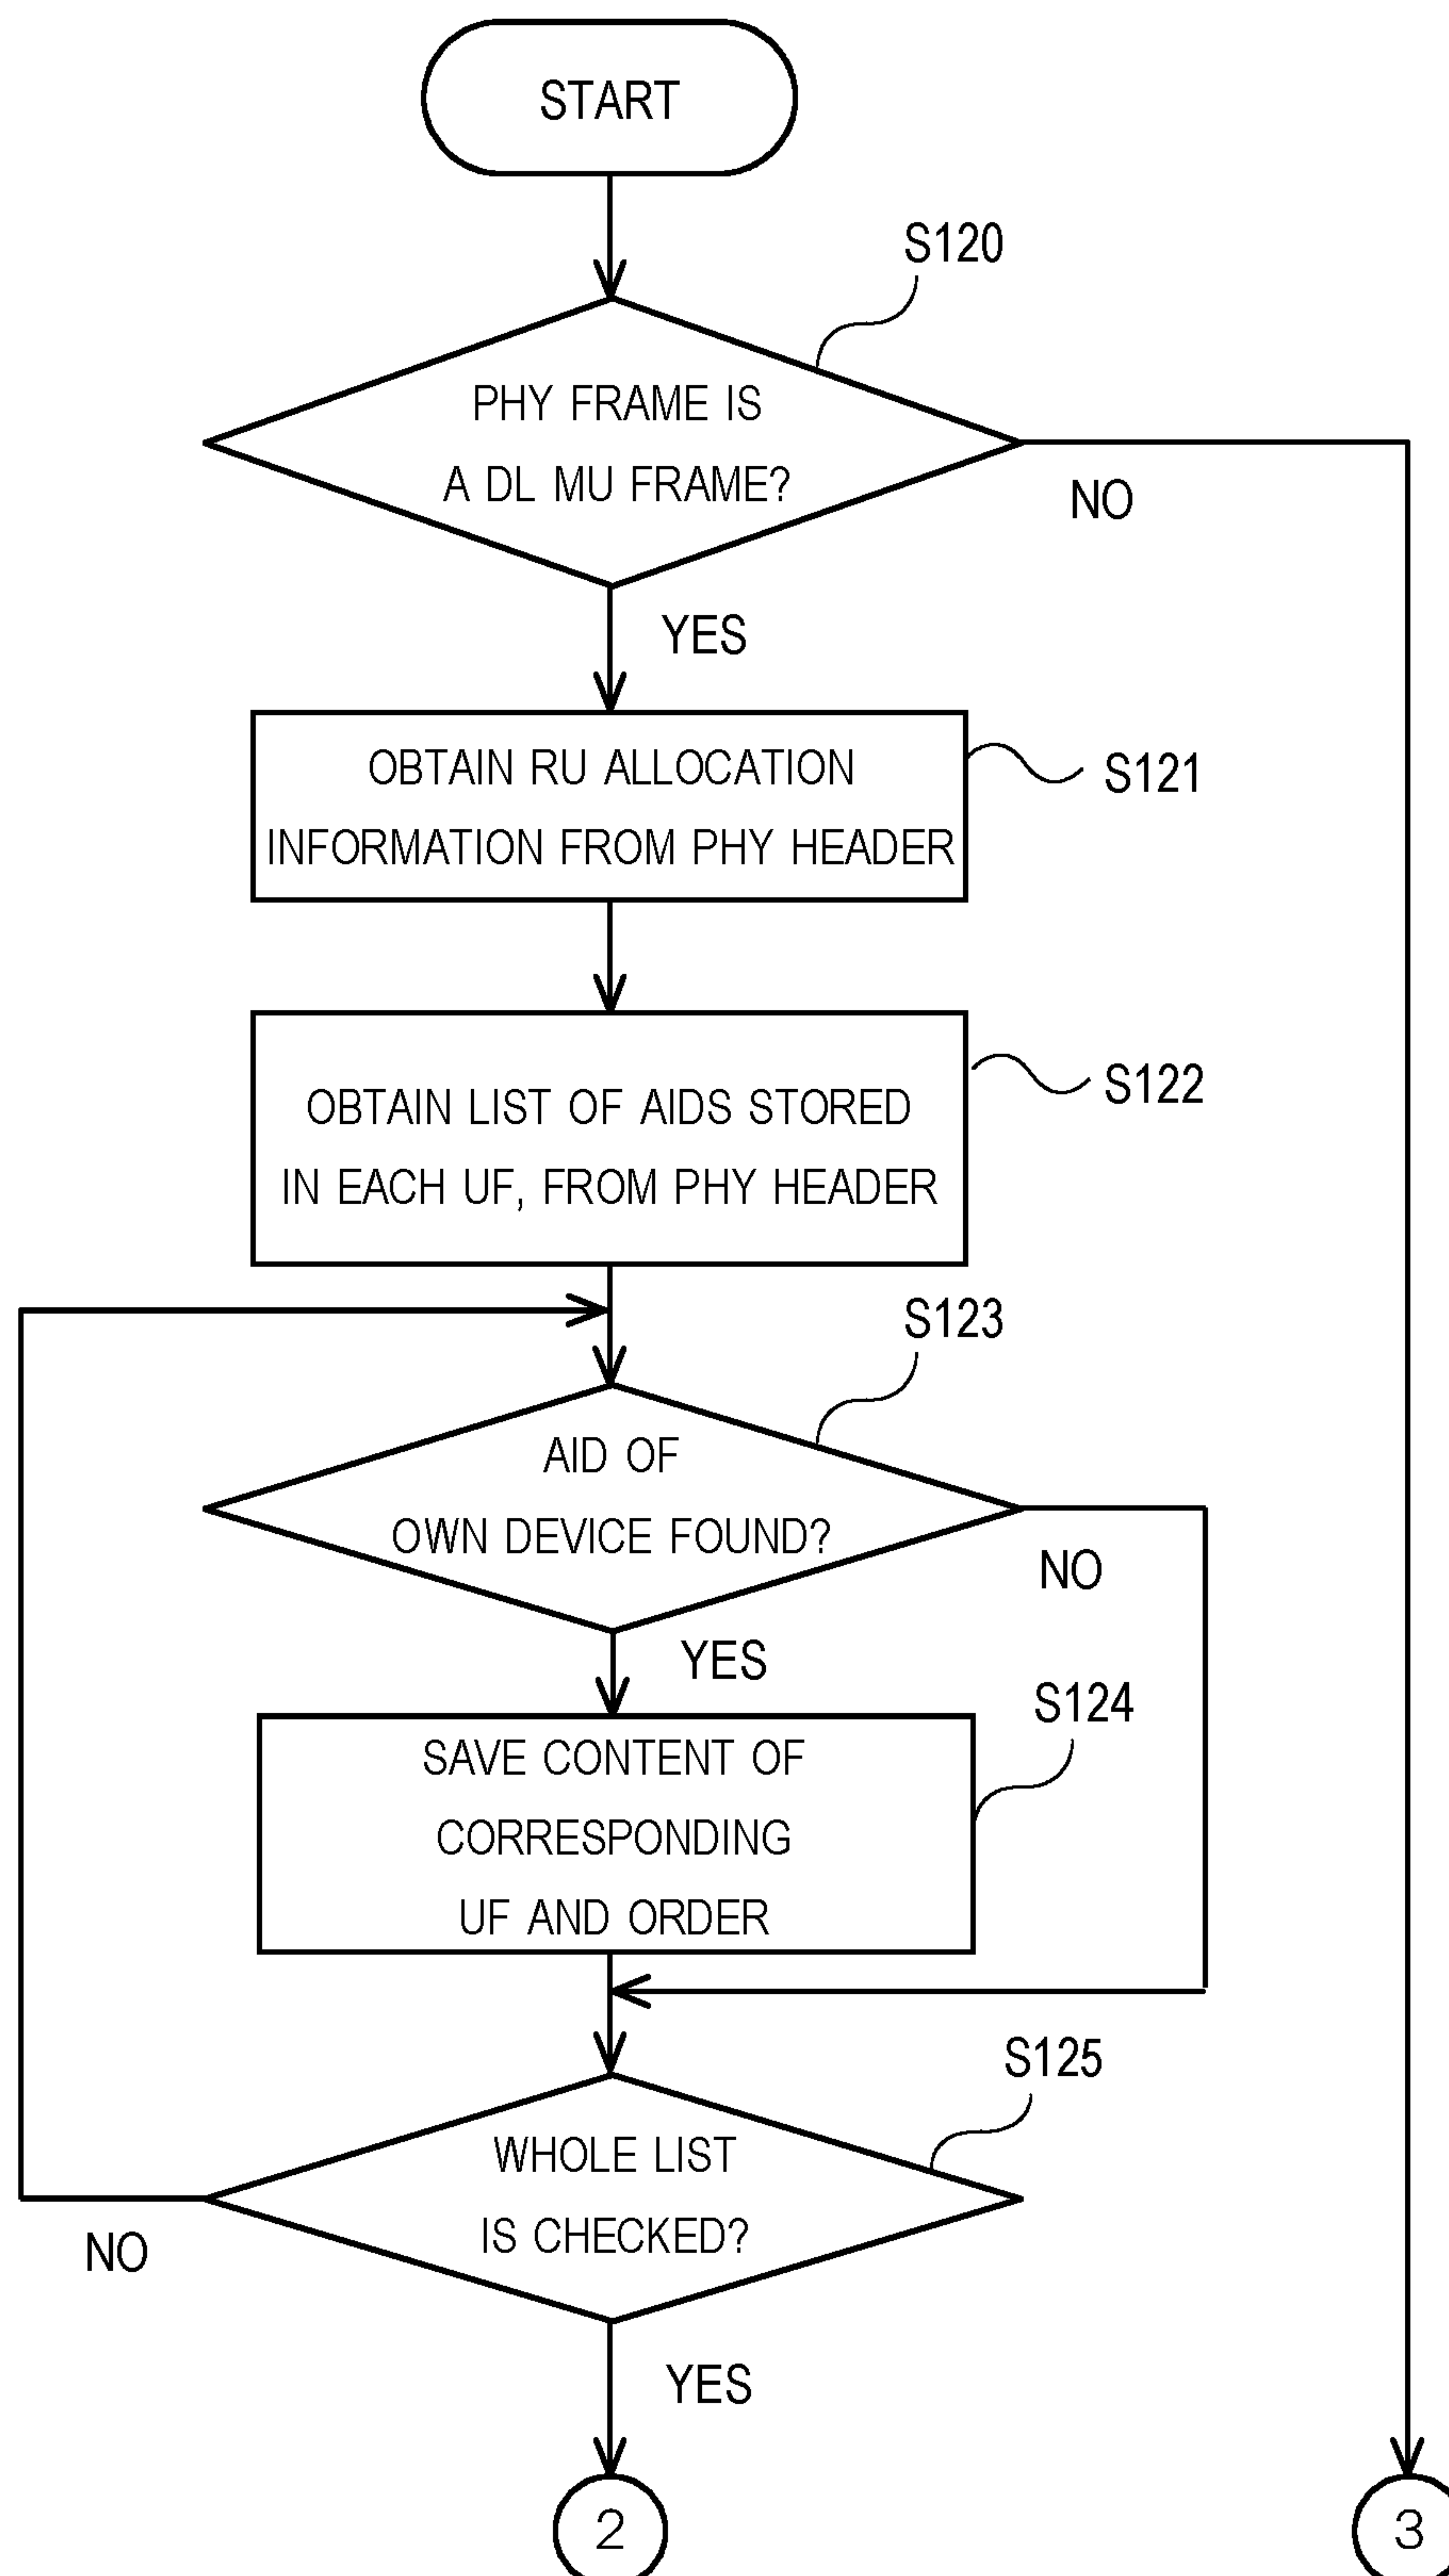 START
S120
PHY FRAME IS
A DL MU FRAME?
NO
YES
OBTAIN RU ALLOCATION
INFORMATION FROM PHY HEADER
S121
OBTAIN LIST OF AIDS STORED
IN EACH UF, FROM PHY HEADER
S122
S123
AID OF
OWN DEVICE FOUND?
NO
YES
S124
SAVE CONTENT OF
CORRESPONDING
UF AND ORDER
S125
WHOLE LIST
IS CHECKED?
NO
YES
2
3